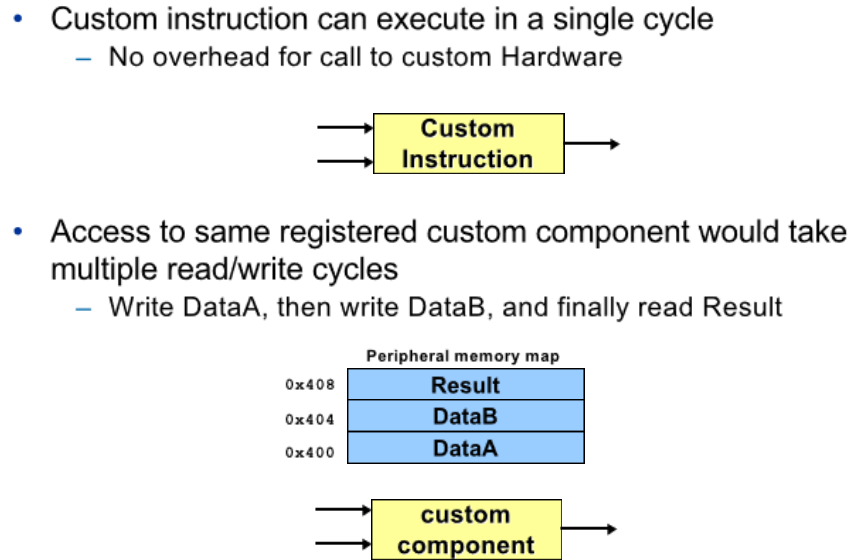 • Custom instruction can execute in a single cycle
– No overhead for call to custom Hardware
Custom
Instruction
• Access to same registered custom component would take
multiple read/write cycles
– Write DataA, then write DataB, and finally read Result
Peripheral memory map
0x408 Result
0x404 DataB
0x400 DataA
custom
component